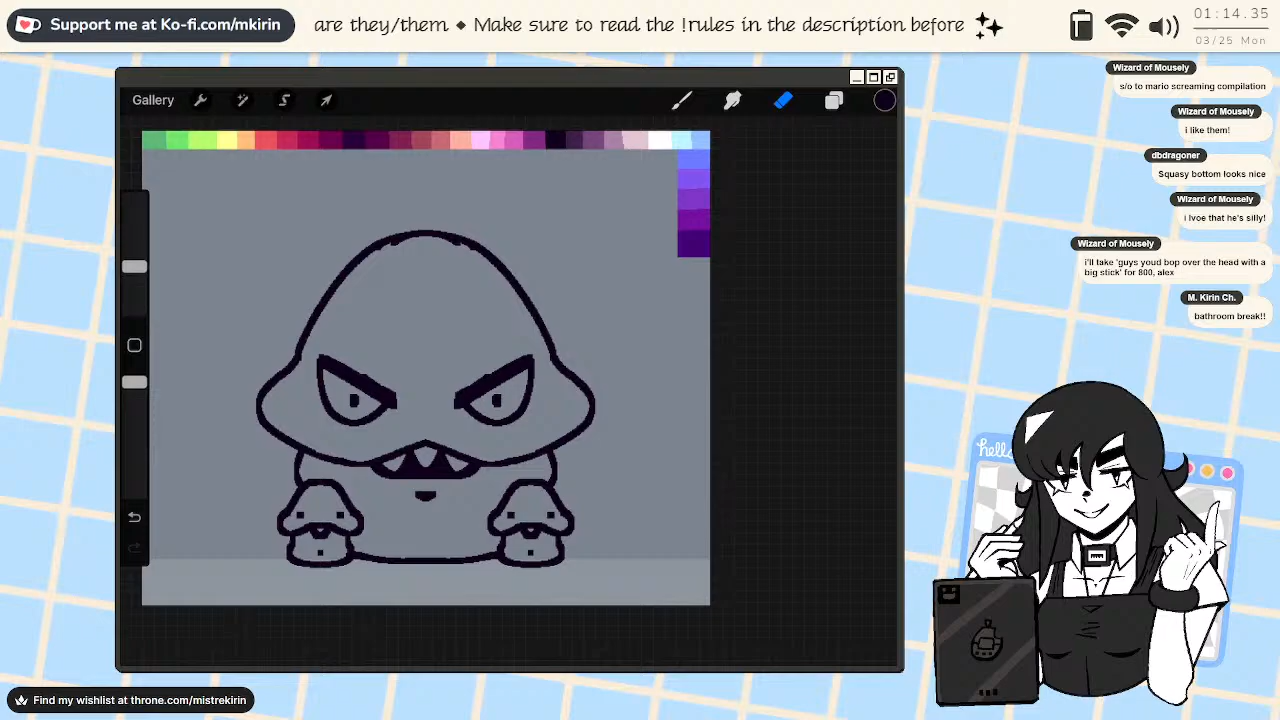 Support me at Ko-fi.com/mkirin
are they/them ◆ Make sure to read the !rules in the description before
01:14.35
03/25 Mon
Gallery
Wizard of Mousely
s/o to mario screaming compilation
Wizard of Mousely
i like them!
dbdragoner
Squasy bottom looks nice
Wizard of Mousely
i lvoe that he's silly!
Wizard of Mousely
i'll take 'guys youd bop over the head with a
big stick' for 800, alex
M. Kirin Ch.
bathroom break!!
hello
Find my wishlist at throne.com/mistrekirin